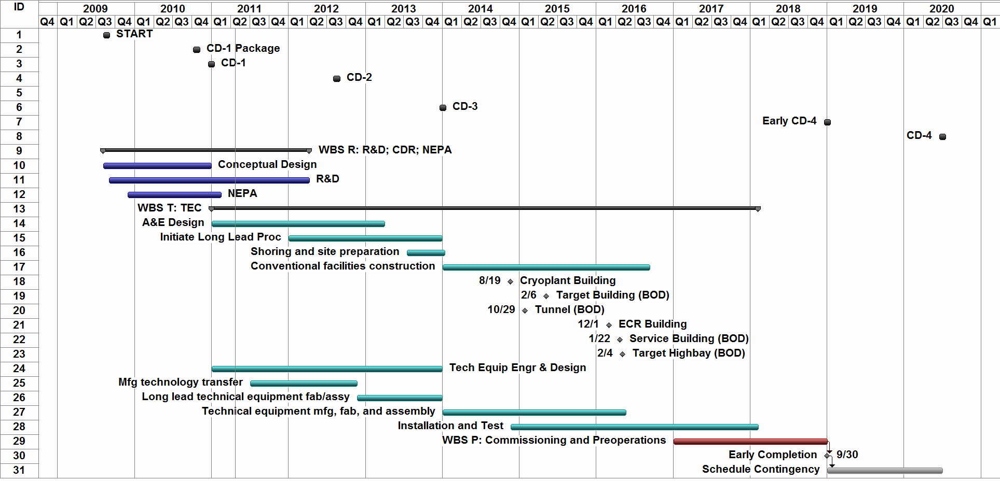 ID 2009 2010 2011 2012 2013 2014 2015 2016 2017 2018 2019 2020
Q4 Q1 Q2 Q3 Q4 Q1 Q2 Q3 Q4 Q1 Q2 Q3 Q4 Q1 Q2 Q3 Q4 Q1 Q2 Q3 Q4 Q1 Q2 Q3 Q4 Q1 Q2 Q3 Q4 Q1 Q2 Q3 Q4 Q1 Q2 Q3 Q4 Q1 Q2 Q3 Q4 Q1 Q2 Q3 Q4 Q1 Q2 Q3 Q4 Q1
1 START
2 CD-1 Package
3 CD-1
4 CD-2
5
6 CD-3
7 Early CD-4
8 CD-4
9 WBS R: R&D; CDR; NEPA
10 Conceptual Design
11 R&D
12 NEPA
13 WBS T: TEC
14 A&E Design
15 Initiate Long Lead Proc
16 Shoring and site preparation
17 Conventional facilities construction
18 8/19 Cryoplant Building
19 2/6 Target Building (BOD)
20 10/29 Tunnel (BOD)
21 12/1 ECR Building
22 1/22 Service Building (BOD)
23 2/4 Target Highbay (BOD)
24 Tech Equip Engr & Design
25 Mfg technology transfer
26 Long lead technical equipment fab/assy
27 Technical equipment mfg, fab, and assembly
28 Installation and Test
29 WBS P: Commissioning and Preoperations
30 Early Completion 9/30
31 Schedule Contingency